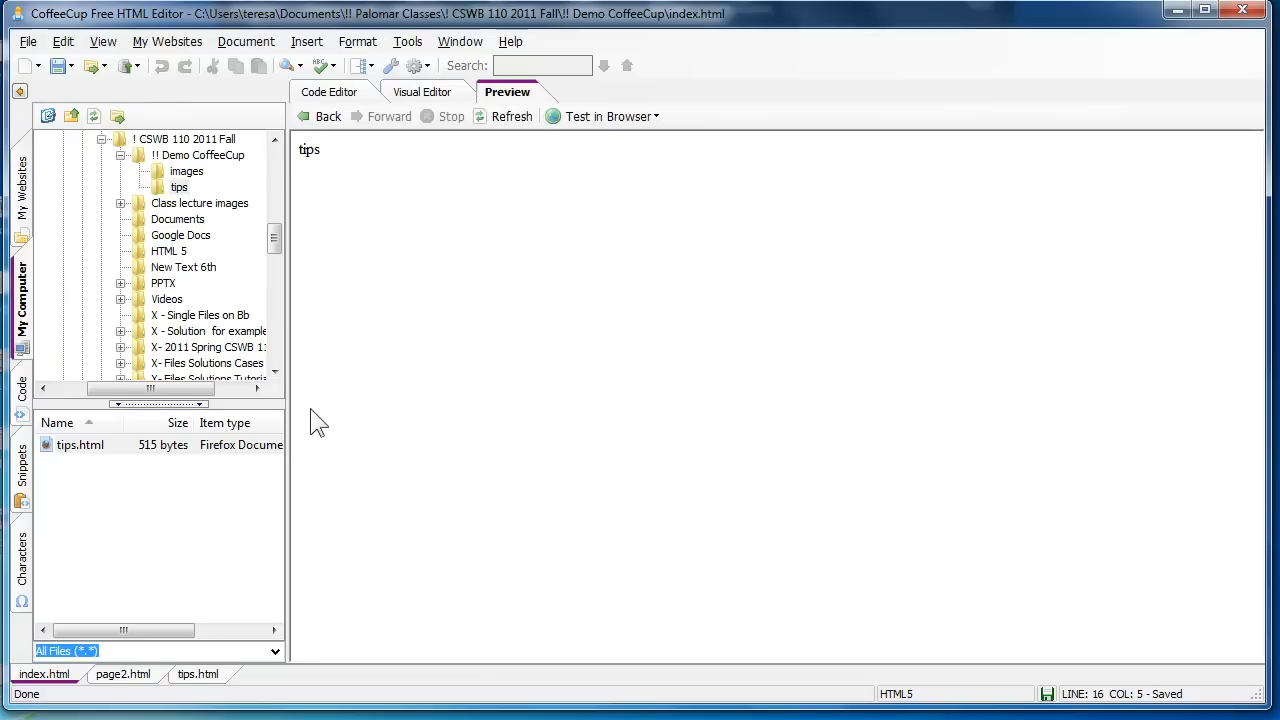 CoffeeCup Free HTML Editor - C:\Users\teresa\Documents\!! Palomar Classes\! CSWB 110 2011 Fall\!! Demo CoffeeCup\index.html
File Edit View My Websites Document Insert Format Tools Window Help
ABC Search:
Code Editor Visual Editor Preview
Back Forward Stop Refresh Test in Browser
My Websites
My Computer
Code
Snippets
Characters
! CSWB 110 2011 Fall
!! Demo CoffeeCup
images
tips
Class lecture images
Documents
Google Docs
HTML 5
New Text 6th
PPTX
Videos
X - Single Files on Bb
X - Solution for example
X- 2011 Spring CSWB 11
X- Files Solutions Cases
X- Files Solutions Tutoria
Name Size Item type
tips.html 515 bytes Firefox Docume
All Files (*.*)
tips
index.html page2.html tips.html
Done HTML5 LINE: 16 COL: 5 - Saved